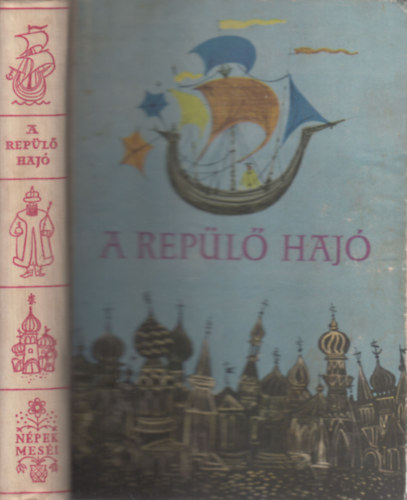 A
REPÜLŐ
HAJÓ
NÉPEK
MESÉI
A REPÜLŐ HAJÓ